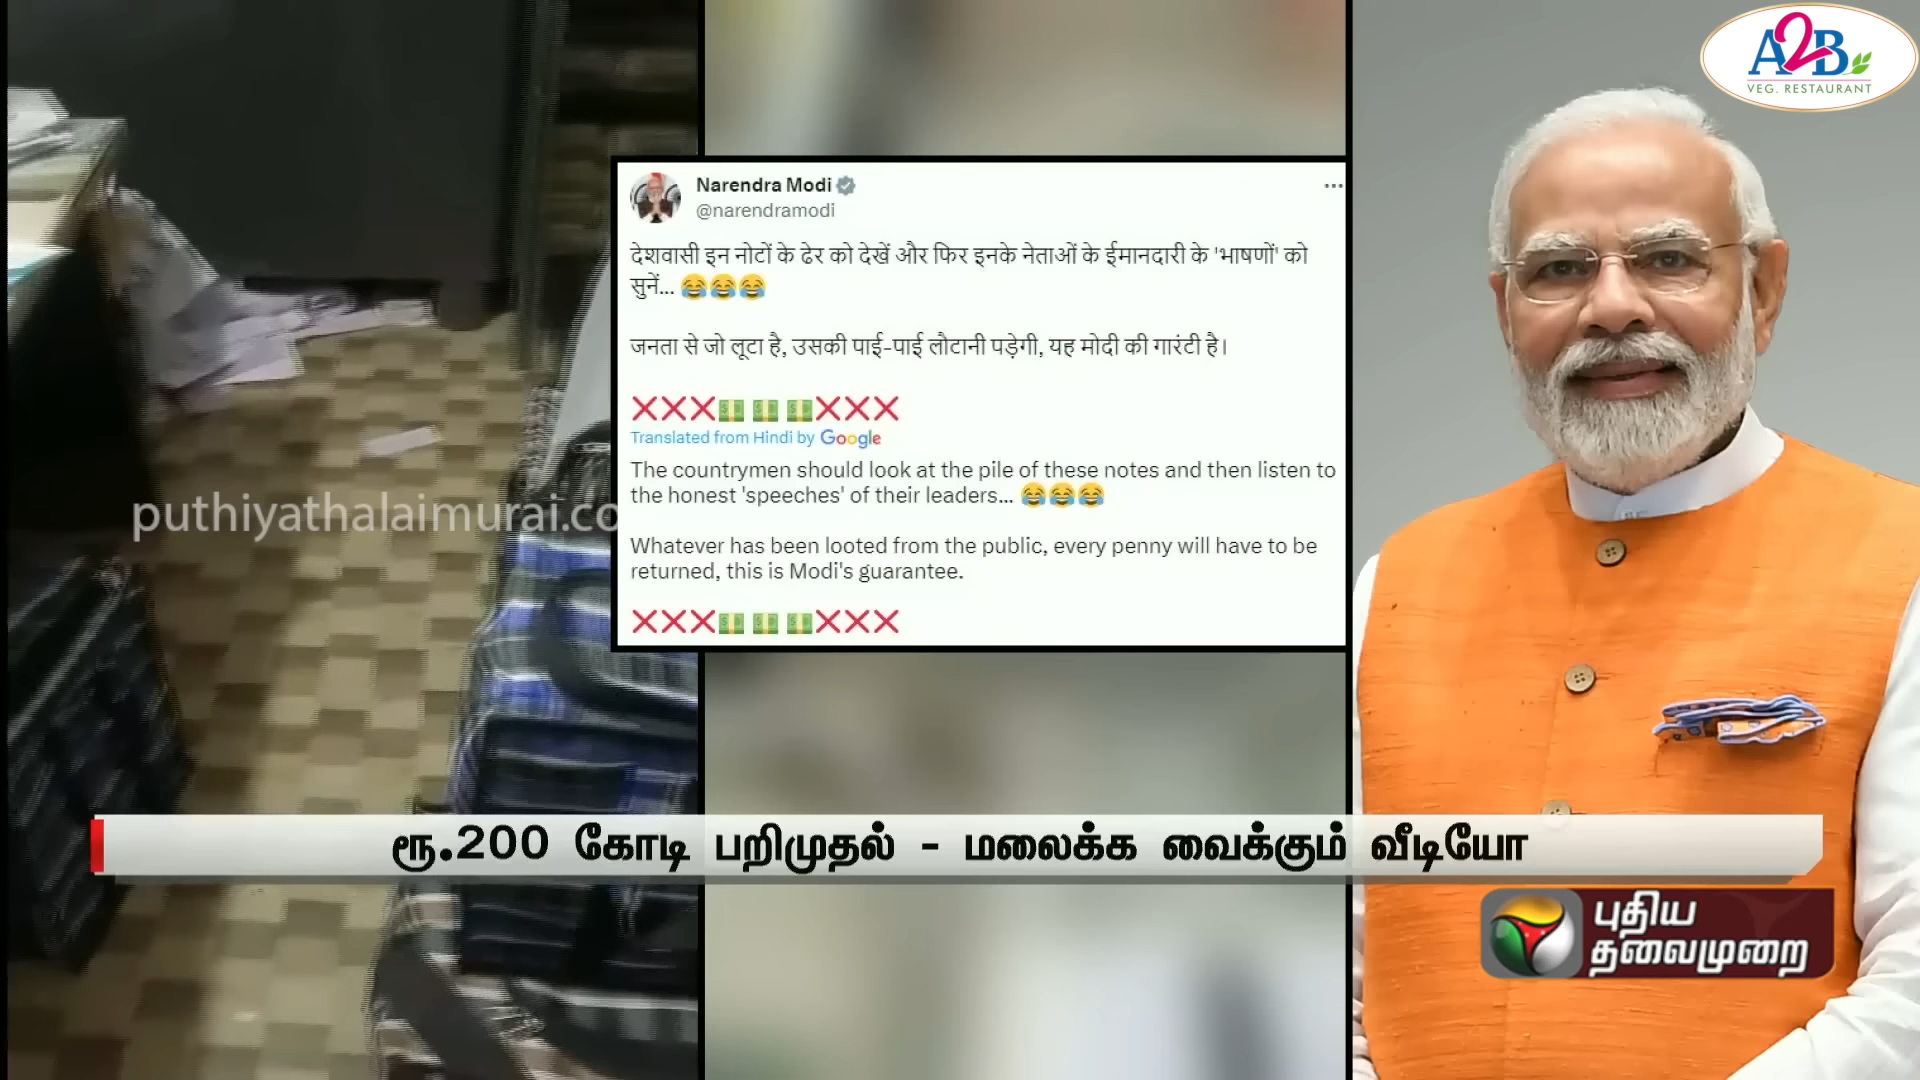 A2B
VEG. RESTAURANT
Narendra Modi
@narendramodi
देशवासी इन नोटों के ढेर को देखें और फिर इनके नेताओं के ईमानदारी के 'भाषणों' को
सुनें... 😂😂😂
जनता से जो लूटा है, उसकी पाई-पाई लौटानी पड़ेगी, यह मोदी की गारंटी है।
❌❌❌💵 💵 💵❌❌❌
Translated from Hindi by Google
The countrymen should look at the pile of these notes and then listen to
the honest 'speeches' of their leaders... 😂😂😂
Whatever has been looted from the public, every penny will have to be
returned, this is Modi's guarantee.
❌❌❌💵 💵 💵❌❌❌
puthiyathalaimurai.co
ரூ.200 கோடி பறிமுதல் - மலைக்க வைக்கும் வீடியோ
புதிய
தலைமுறை